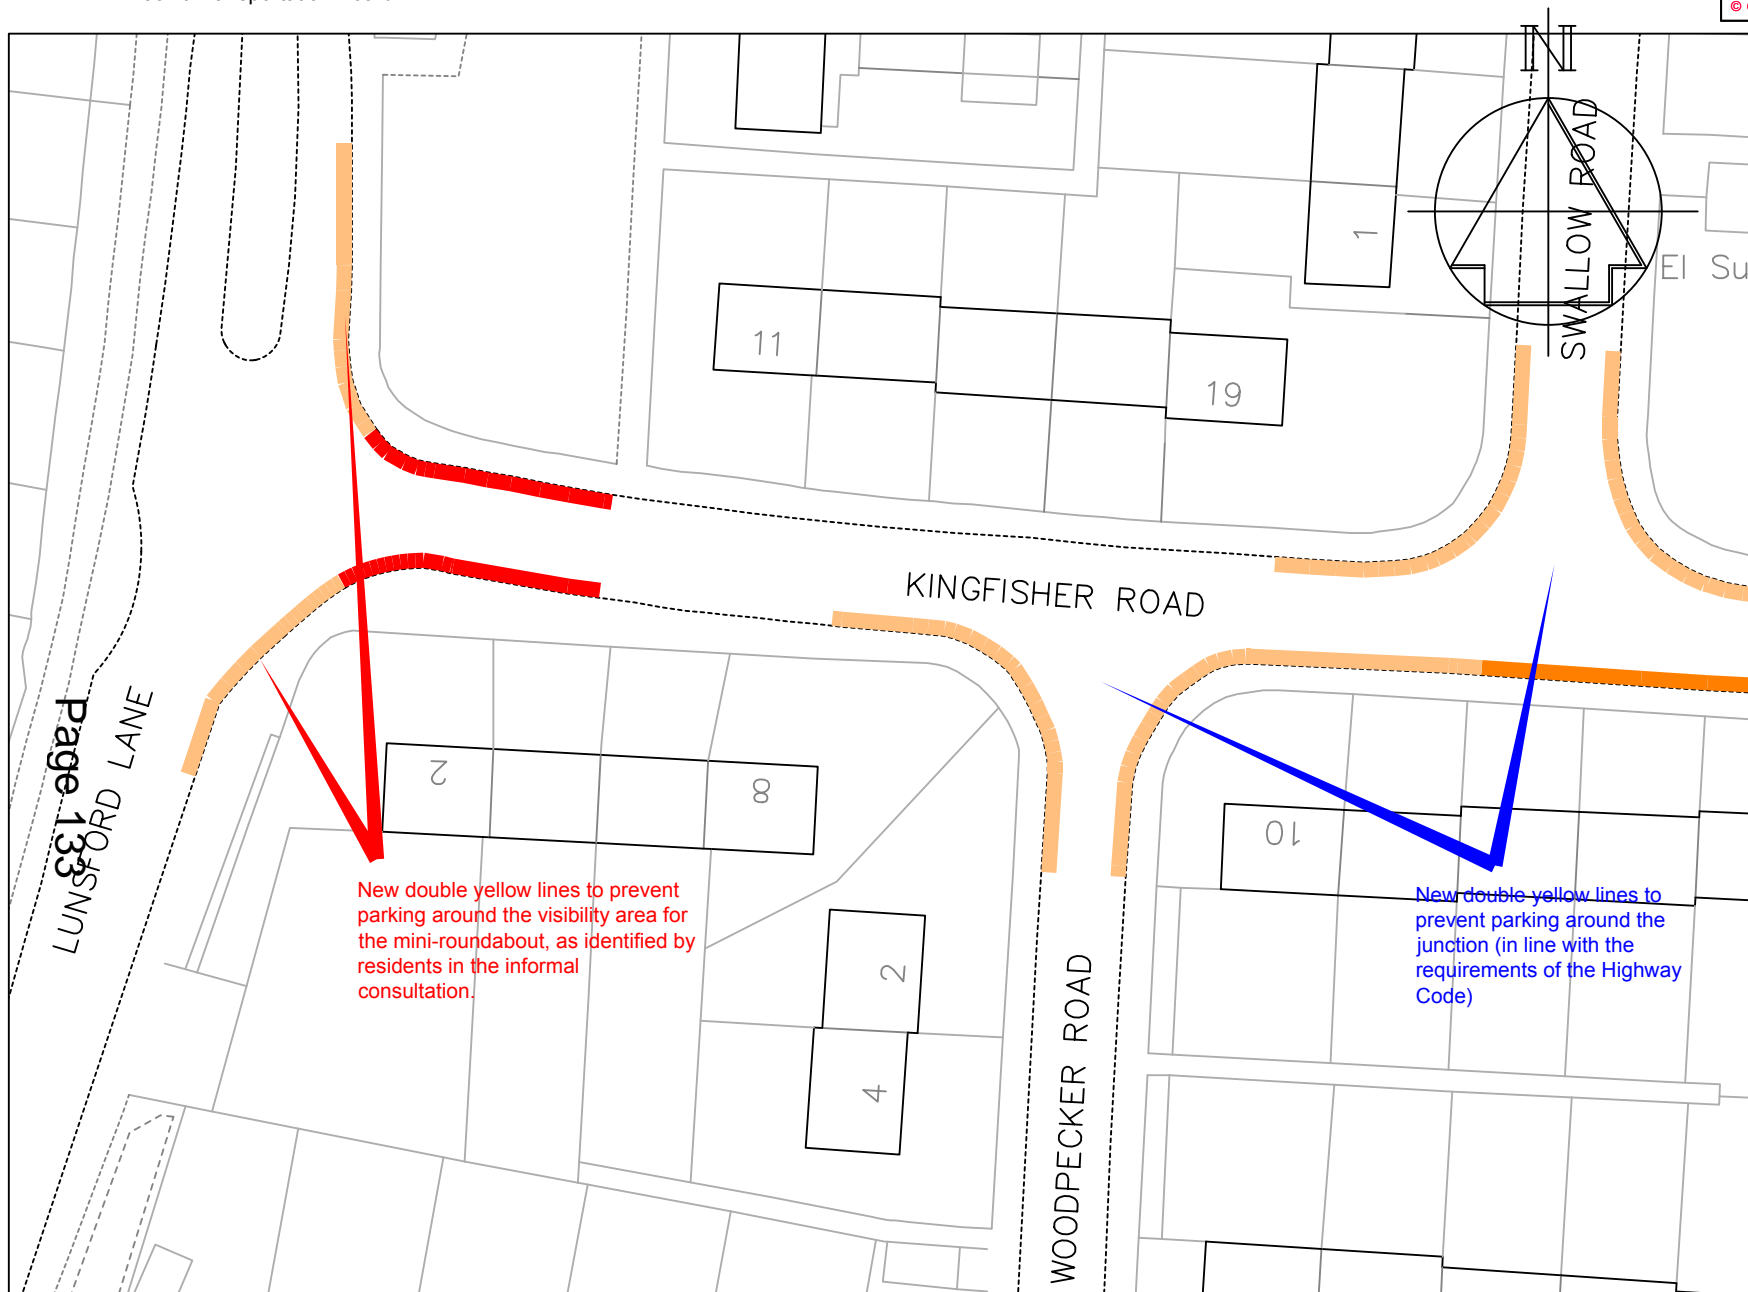 ©
N
SWALLOW ROAD
1
El Su
11
19
KINGFISHER ROAD
Page 133
LUNSFORD LANE
2
8
10
New double yellow lines to prevent
parking around the visibility area for
the mini-roundabout, as identified by
residents in the informal
consultation.
New double yellow lines to
prevent parking around the
junction (in line with the
requirements of the Highway
Code)
2
4
WOODPECKER ROAD